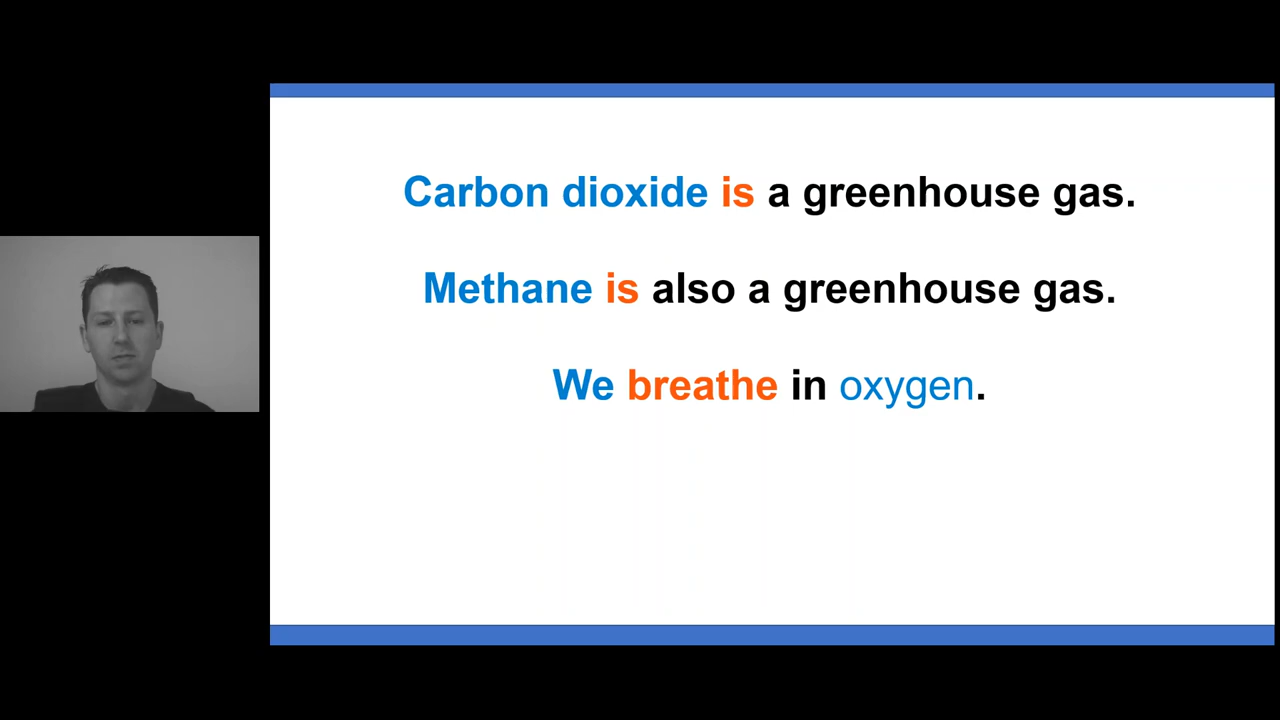 Carbon dioxide is a greenhouse gas.
Methane is also a greenhouse gas.
We breathe in oxygen.